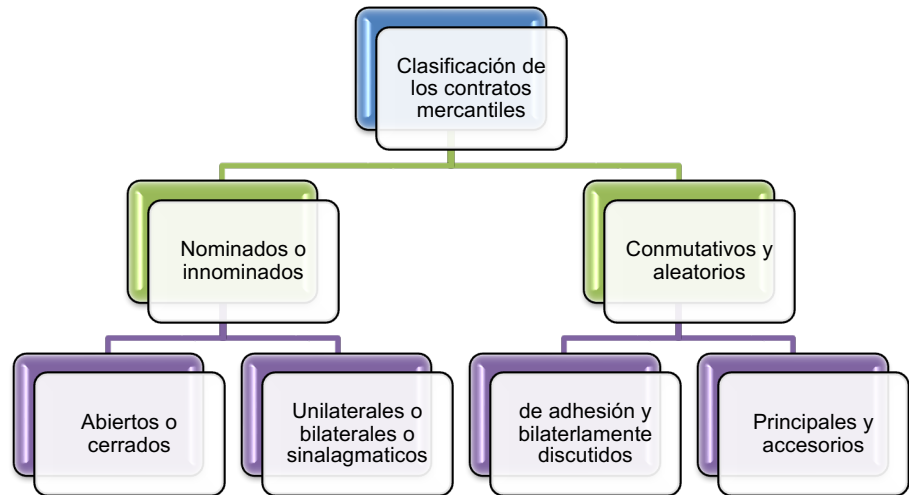 Clasificación de
los contratos
mercantiles
Nominados o
innominados
Conmutativos y
aleatorios
Abiertos o
cerrados
Unilaterales o
bilaterales o
sinalagmaticos
de adhesión y
bilaterlamente
discutidos
Principales y
accesorios